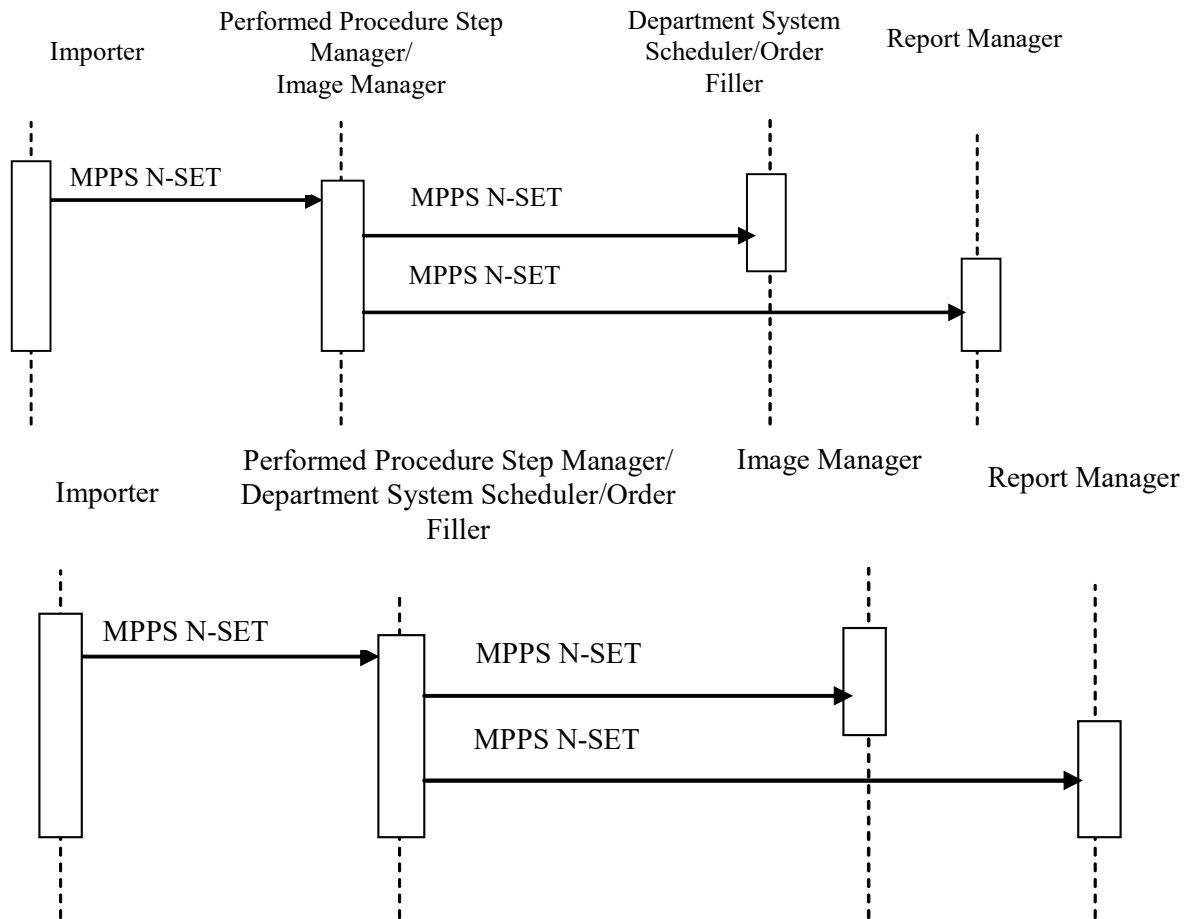 Importer
Performed Procedure Step
Manager/
Image Manager
Department System
Scheduler/Order
Filler
Report Manager
MPPS N-SET
MPPS N-SET
MPPS N-SET
Importer
Performed Procedure Step Manager/
Department System Scheduler/Order
Filler
Image Manager
Report Manager
MPPS N-SET
MPPS N-SET
MPPS N-SET